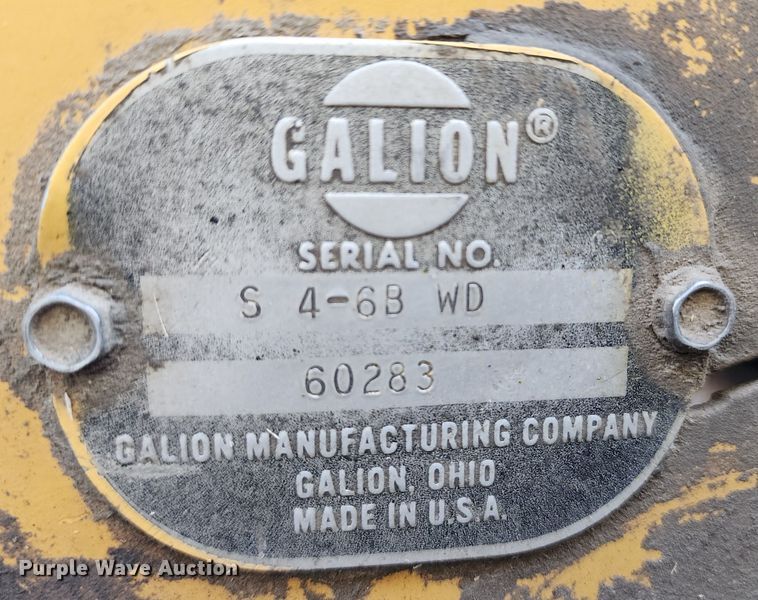 GALION®
SERIAL NO.
S 4-6B WD
60283
GALION MANUFACTURING COMPANY
GALION, OHIO
MADE IN U.S.A.
Purple Wave Auction